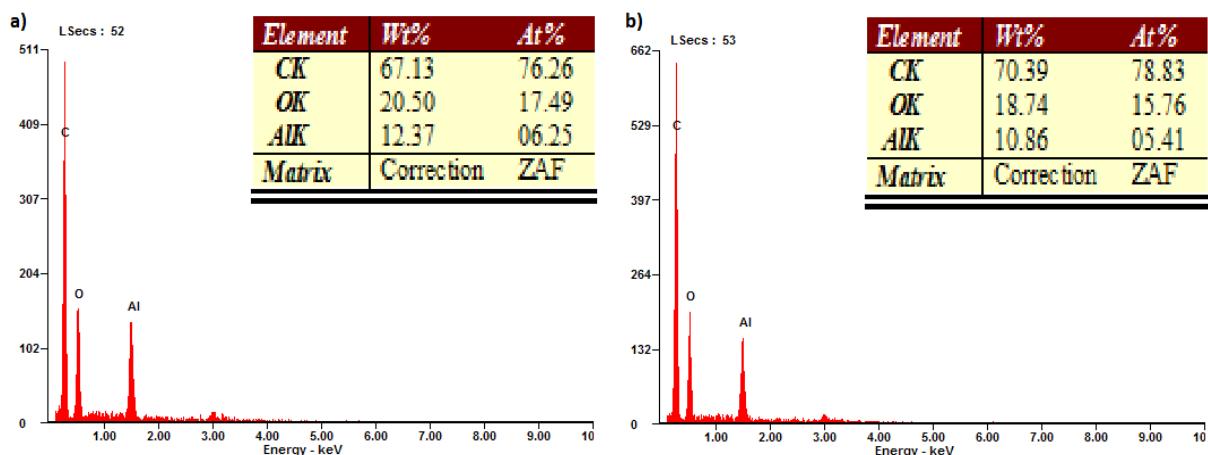 a)
LSecs : 52
511
409
307
204
102
0
C
O
Al
1.00 2.00 3.00 4.00 5.00 6.00 7.00 8.00 9.00 10
Energy - keV
Element Wt% At%
CK 67.13 76.26
OK 20.50 17.49
AlK 12.37 06.25
Matrix Correction ZAF
b)
LSecs : 53
662
529
397
264
132
0
C
O
Al
1.00 2.00 3.00 4.00 5.00 6.00 7.00 8.00 9.00 10
Energy - keV
Element Wt% At%
CK 70.39 78.83
OK 18.74 15.76
AlK 10.86 05.41
Matrix Correction ZAF